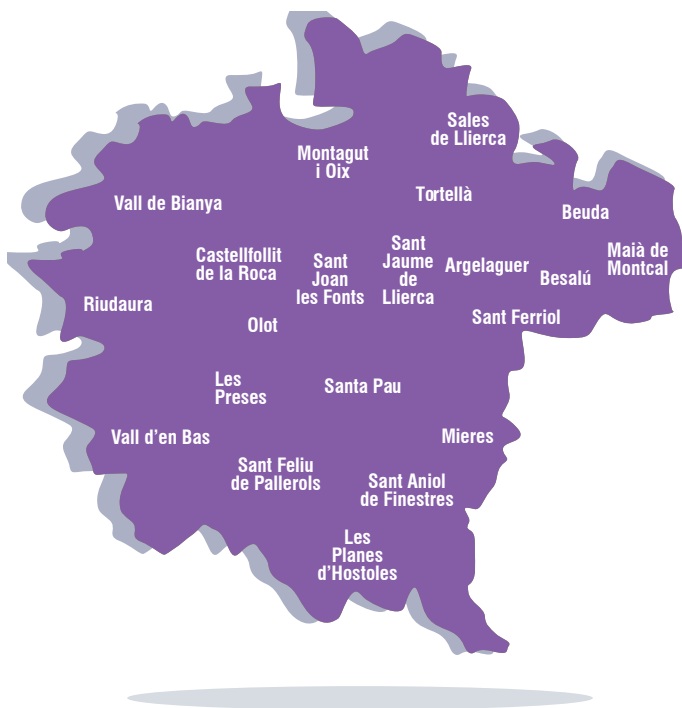 Sales
de Llierca
Montagut
i Oix
Tortellà
Vall de Bianya
Beuda
Castellfollit
de la Roca
Sant
Joan
les Fonts
Sant
Jaume
de
Llierca
Argelaguer
Besalú
Maià de
Montcal
Riudaura
Olot
Sant Ferriol
Les
Preses
Santa Pau
Vall d'en Bas
Mieres
Sant Feliu
de Pallerols
Sant Aniol
de Finestres
Les
Planes
d’Hostoles